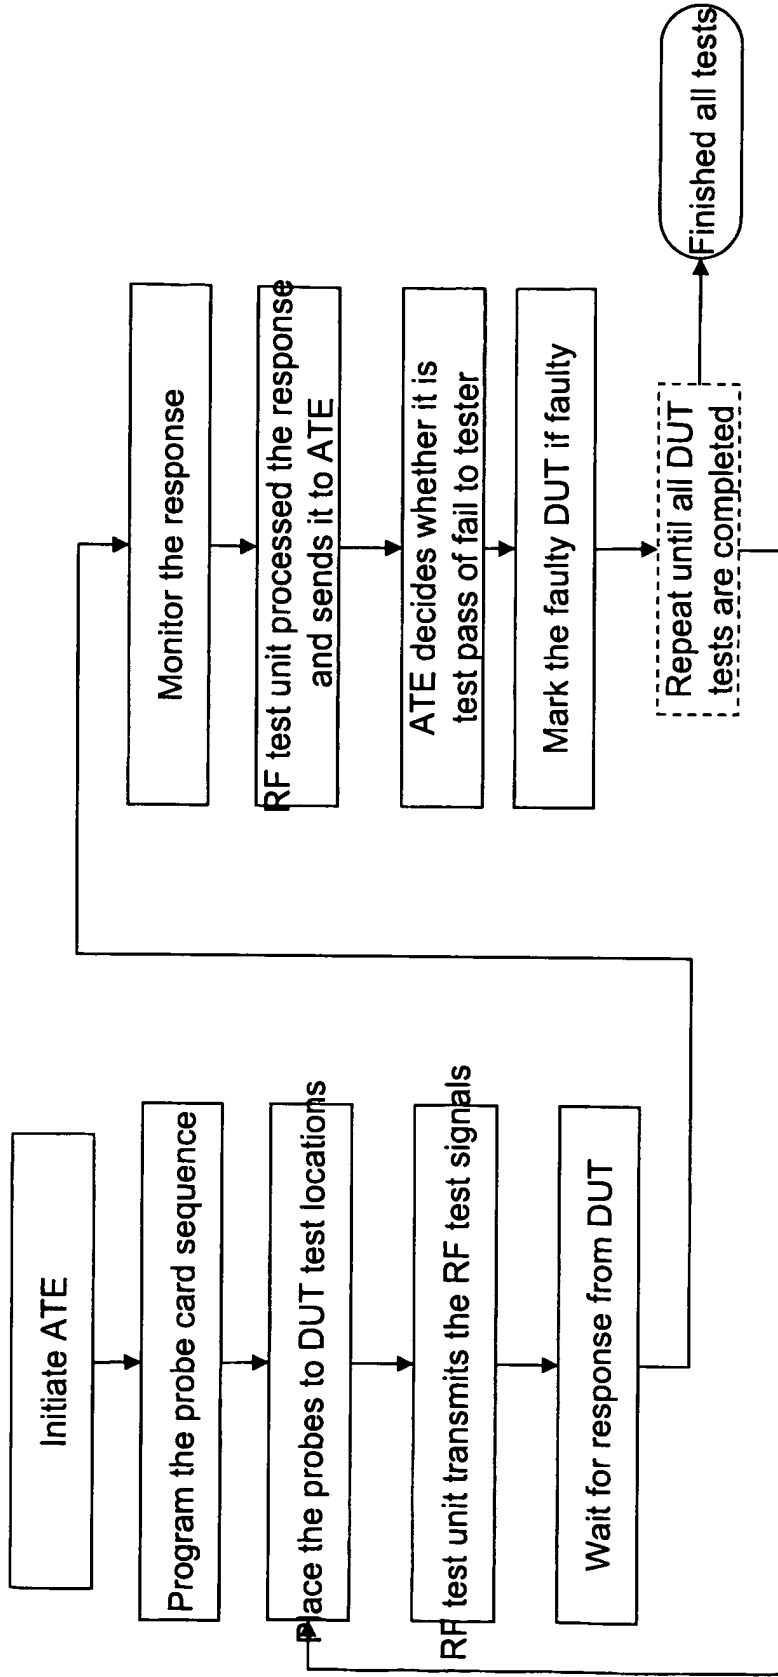 Initiate ATE
Program the probe card sequence
Place the probes to DUT test locations
RF test unit transmits the RF test signals
Wait for response from DUT
Monitor the response
RF test unit processed the response
and sends it to ATE
ATE decides whether it is
test pass of fail to tester
Mark the faulty DUT if faulty
Repeat until all DUT
tests are completed
Finished all tests